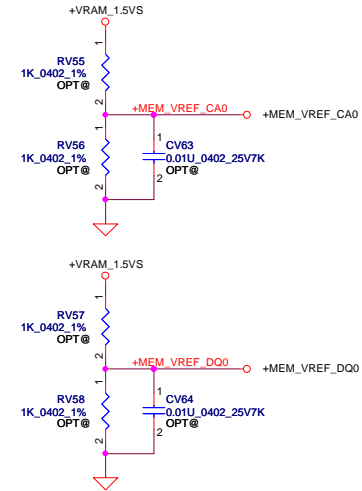 +VRAM_1.5VS
1
RV55
1K_0402_1%
OPT@
2
+MEM_VREF_CA0
+MEM_VREF_CA0
1
RV56
1K_0402_1%
OPT@
2
1
CV63
0.01U_0402_25V7K
OPT@
2
+VRAM_1.5VS
1
RV57
1K_0402_1%
OPT@
2
+MEM_VREF_DQ0
+MEM_VREF_DQ0
1
RV58
1K_0402_1%
OPT@
2
1
CV64
0.01U_0402_25V7K
OPT@
2